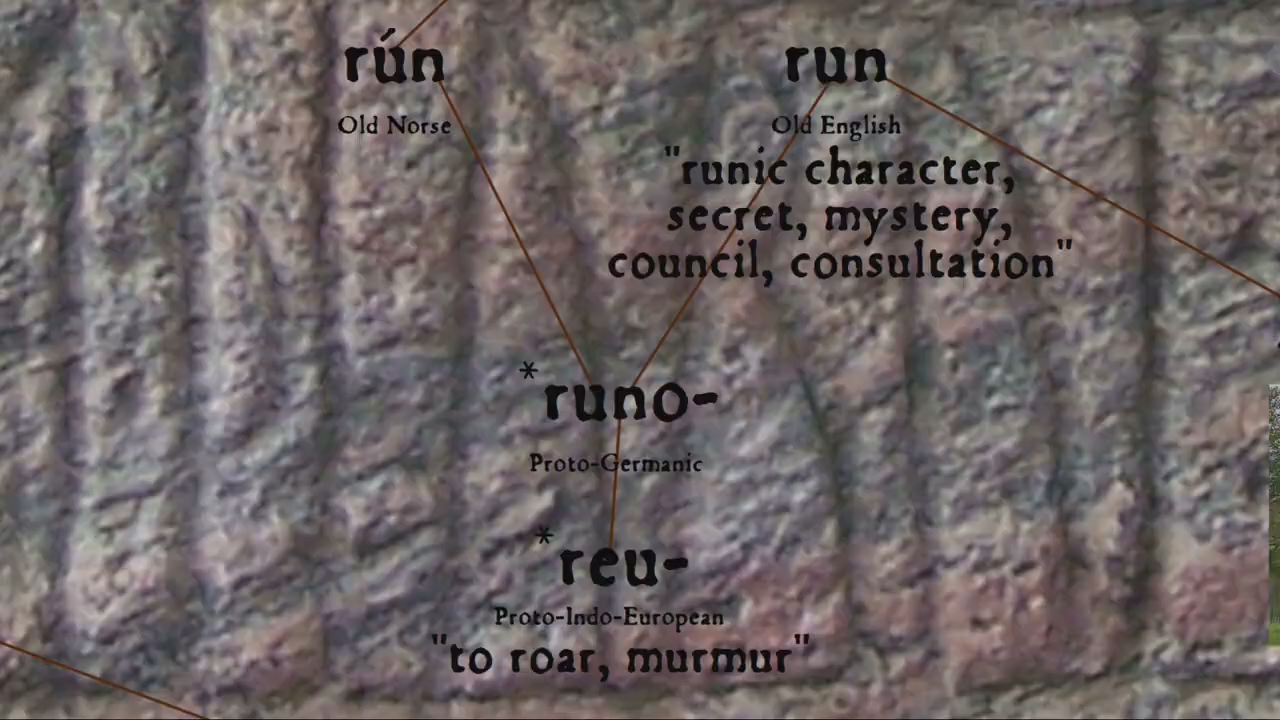 rún
Old Norse
run
Old English
"runic character,
secret, mystery,
council, consultation"
*runo-
Proto-Germanic
*reu-
Proto-Indo-European
"to roar, murmur"